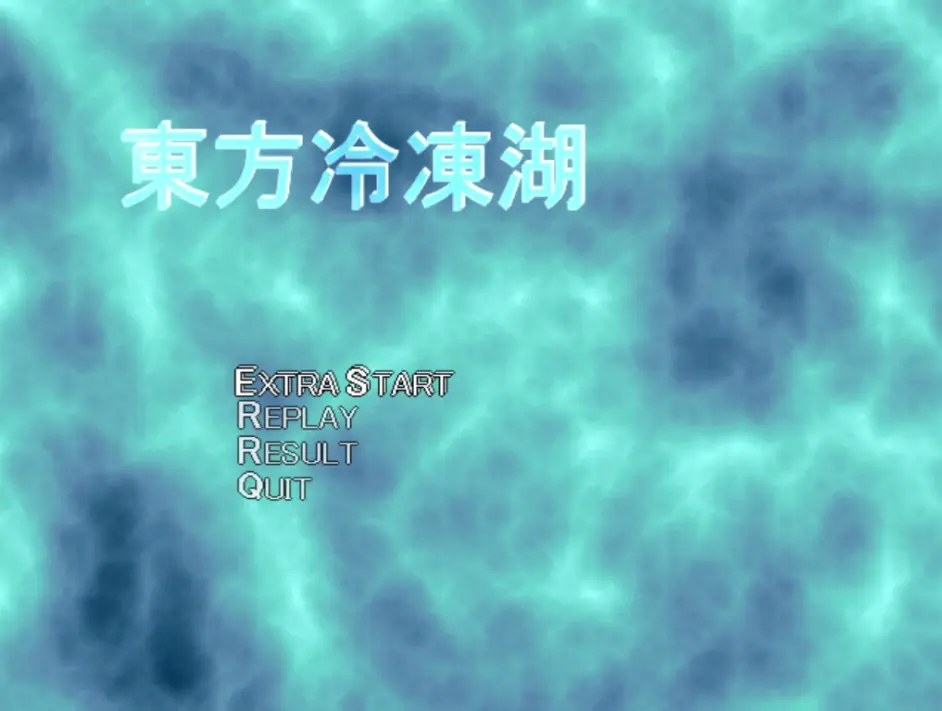 東方冷凍湖
EXTRA START
REPLAY
RESULT
QUIT